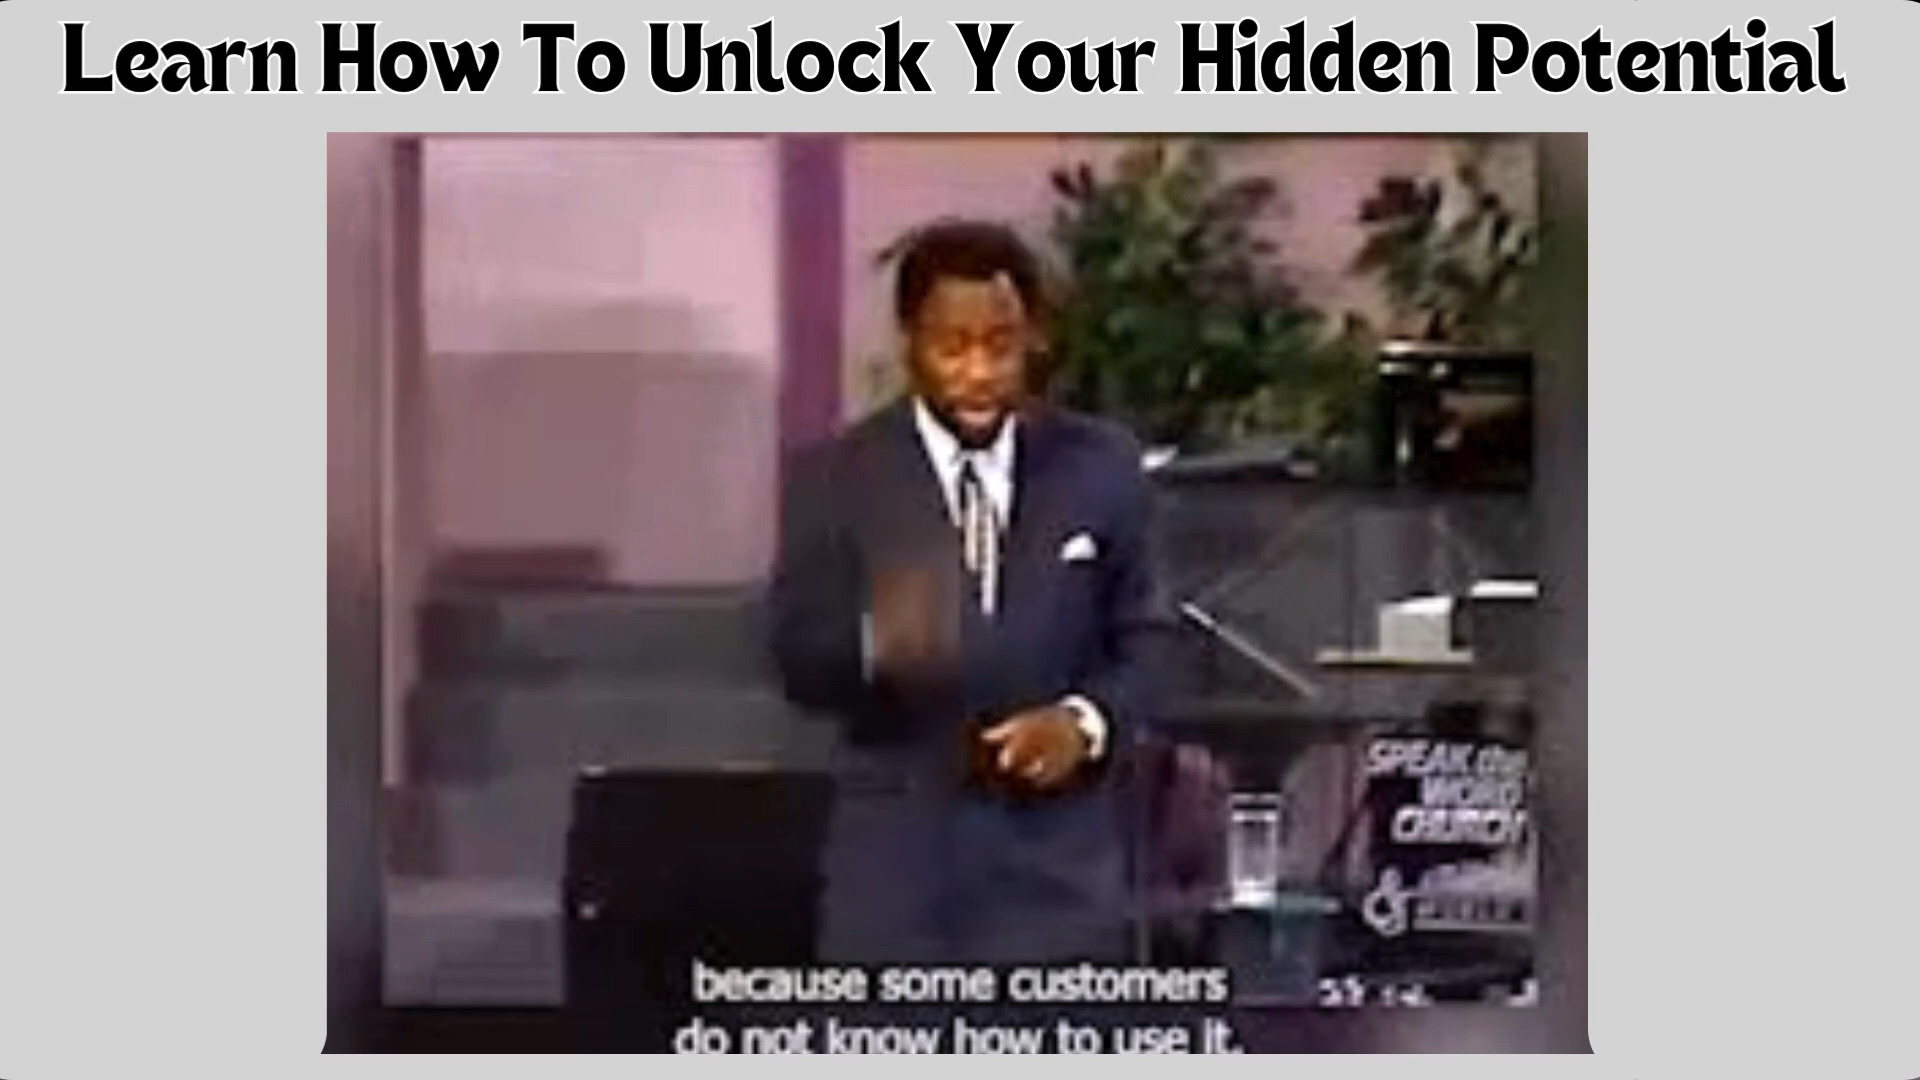 Learn How To Unlock Your Hidden Potential
SPEAK the
WORD
CHURCH
&
because some customers
do not know how to use it.